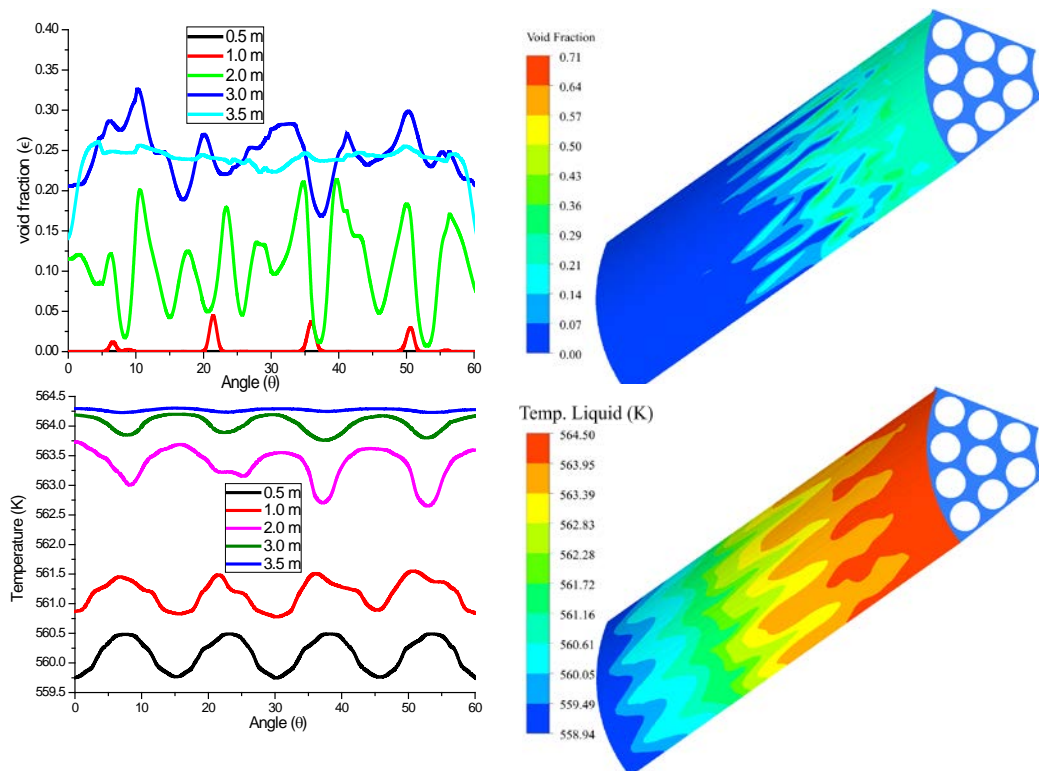 0.5 m
1.0 m
2.0 m
3.0 m
3.5 m
0.40
0.35
0.30
0.25
0.20
0.15
0.10
0.05
0.00
void fraction (ϵ)
0 10 20 30 40 50 60
Angle (θ)
Void Fraction
0.71
0.64
0.57
0.50
0.43
0.36
0.29
0.21
0.14
0.07
0.00
564.5
564.0
563.5
563.0
562.5
562.0
561.5
561.0
560.5
560.0
559.5
Temperature (K)
0.5 m
1.0 m
2.0 m
3.0 m
3.5 m
0 10 20 30 40 50 60
Angle (θ)
Temp. Liquid (K)
564.50
563.95
563.39
562.83
562.28
561.72
561.16
560.61
560.05
559.49
558.94